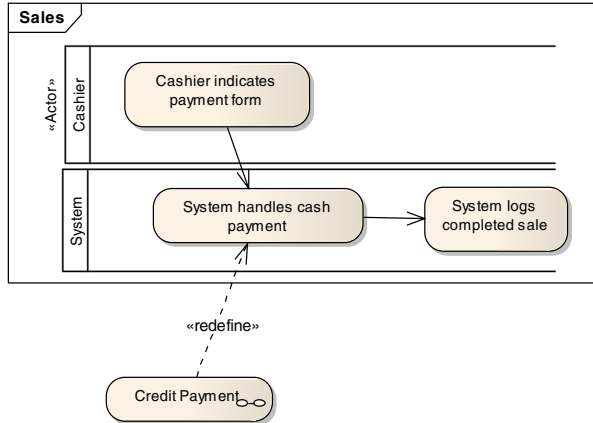 Sales
«Actor»
Cashier
Cashier indicates
payment form
System
System handles cash
payment
System logs
completed sale
«redefine»
Credit Payment